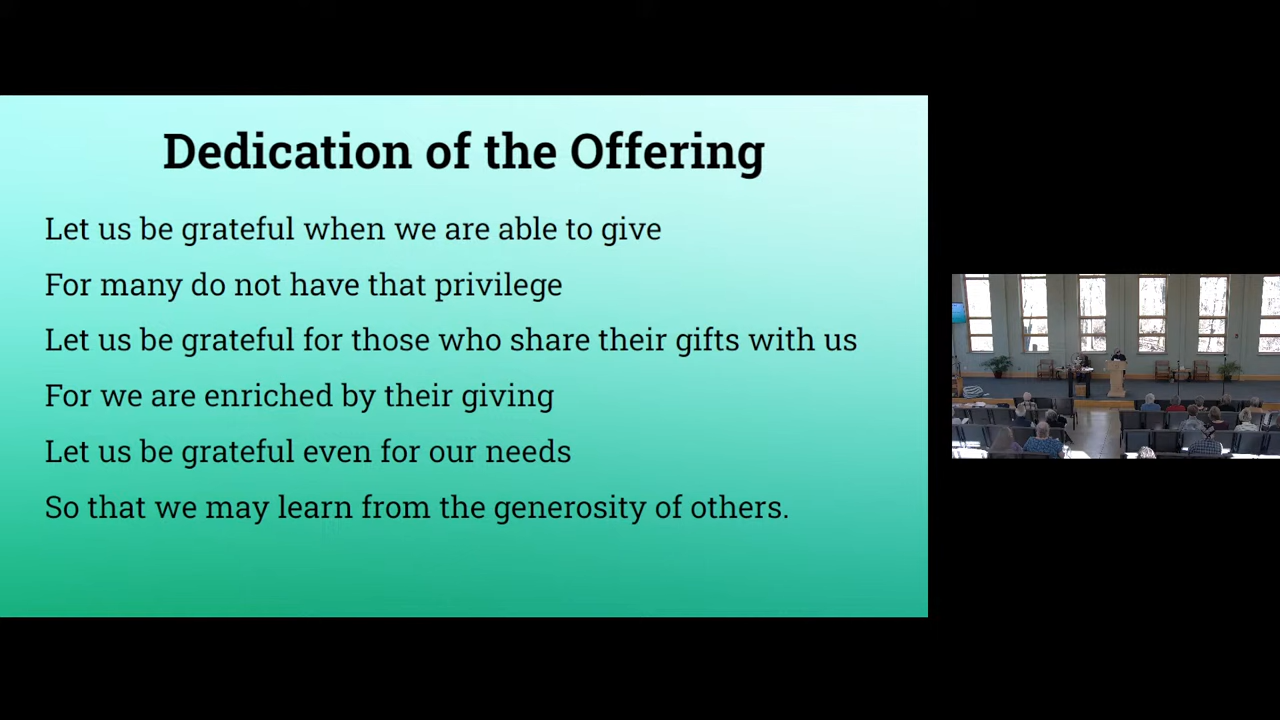 Dedication of the Offering
Let us be grateful when we are able to give
For many do not have that privilege
Let us be grateful for those who share their gifts with us
For we are enriched by their giving
Let us be grateful even for our needs
So that we may learn from the generosity of others.